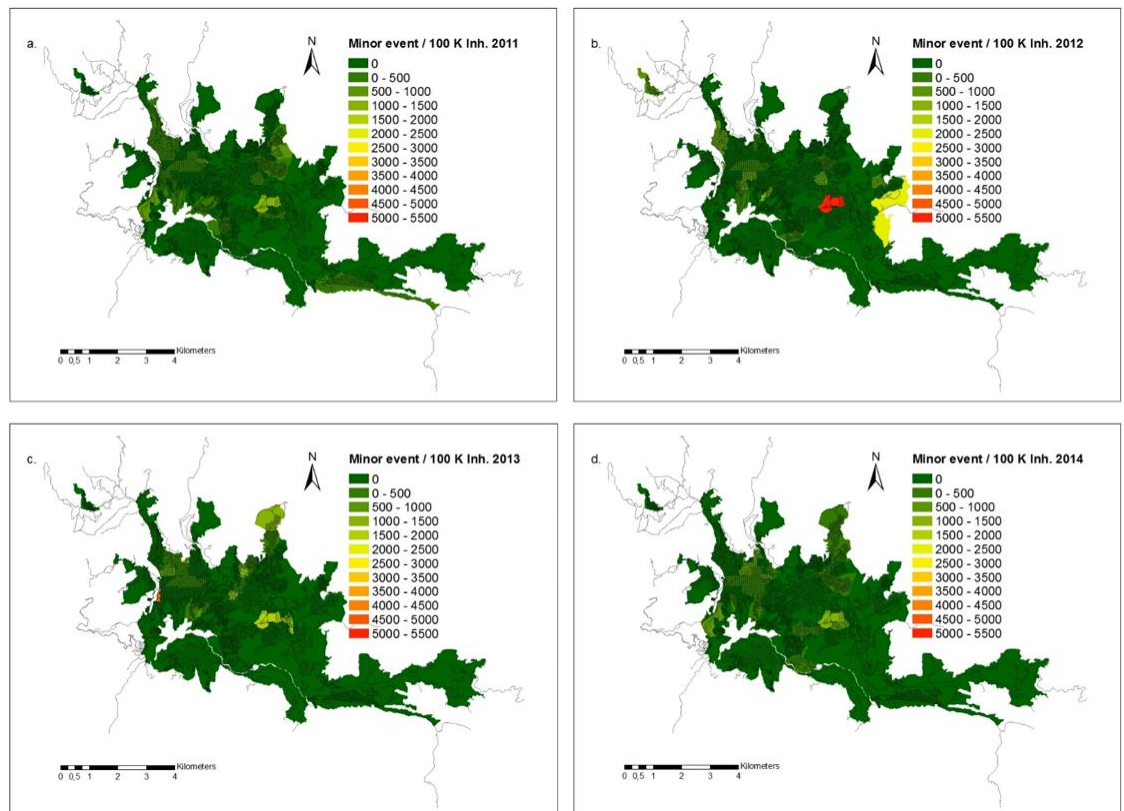 a.
N
Minor event / 100 K Inh. 2011
0
0 - 500
500 - 1000
1000 - 1500
1500 - 2000
2000 - 2500
2500 - 3000
3000 - 3500
3500 - 4000
4000 - 4500
4500 - 5000
5000 - 5500
Kilometers
0 0,5 1 2 3 4
b.
N
Minor event / 100 K Inh. 2012
0
0 - 500
500 - 1000
1000 - 1500
1500 - 2000
2000 - 2500
2500 - 3000
3000 - 3500
3500 - 4000
4000 - 4500
4500 - 5000
5000 - 5500
Kilometers
0 0,5 1 2 3 4
c.
N
Minor event / 100 K Inh. 2013
0
0 - 500
500 - 1000
1000 - 1500
1500 - 2000
2000 - 2500
2500 - 3000
3000 - 3500
3500 - 4000
4000 - 4500
4500 - 5000
5000 - 5500
Kilometers
0 0,5 1 2 3 4
d.
N
Minor event / 100 K Inh. 2014
0
0 - 500
500 - 1000
1000 - 1500
1500 - 2000
2000 - 2500
2500 - 3000
3000 - 3500
3500 - 4000
4000 - 4500
4500 - 5000
5000 - 5500
Kilometers
0 0,5 1 2 3 4